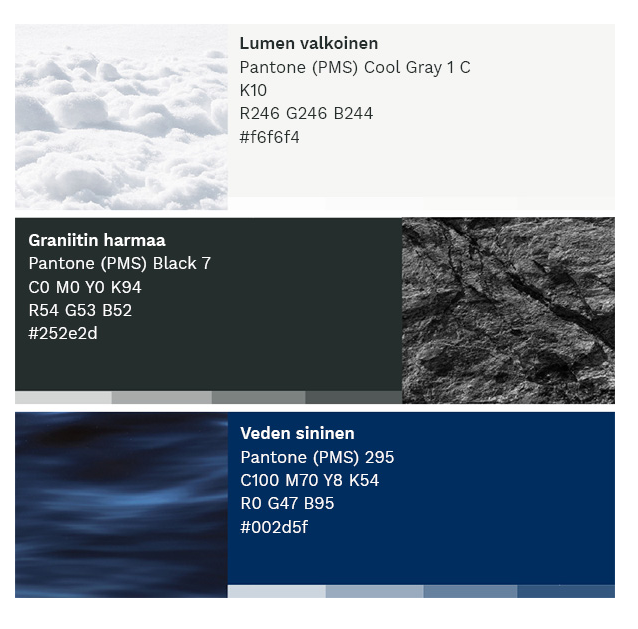 Lumen valkoinen
Pantone (PMS) Cool Gray 1 C
K10
R246 G246 B244
#f6f6f4
Graniitin harmaa
Pantone (PMS) Black 7
C0 M0 Y0 K94
R54 G53 B52
#252e2d
Veden sininen
Pantone (PMS) 295
C100 M70 Y8 K54
R0 G47 B95
#002d5f